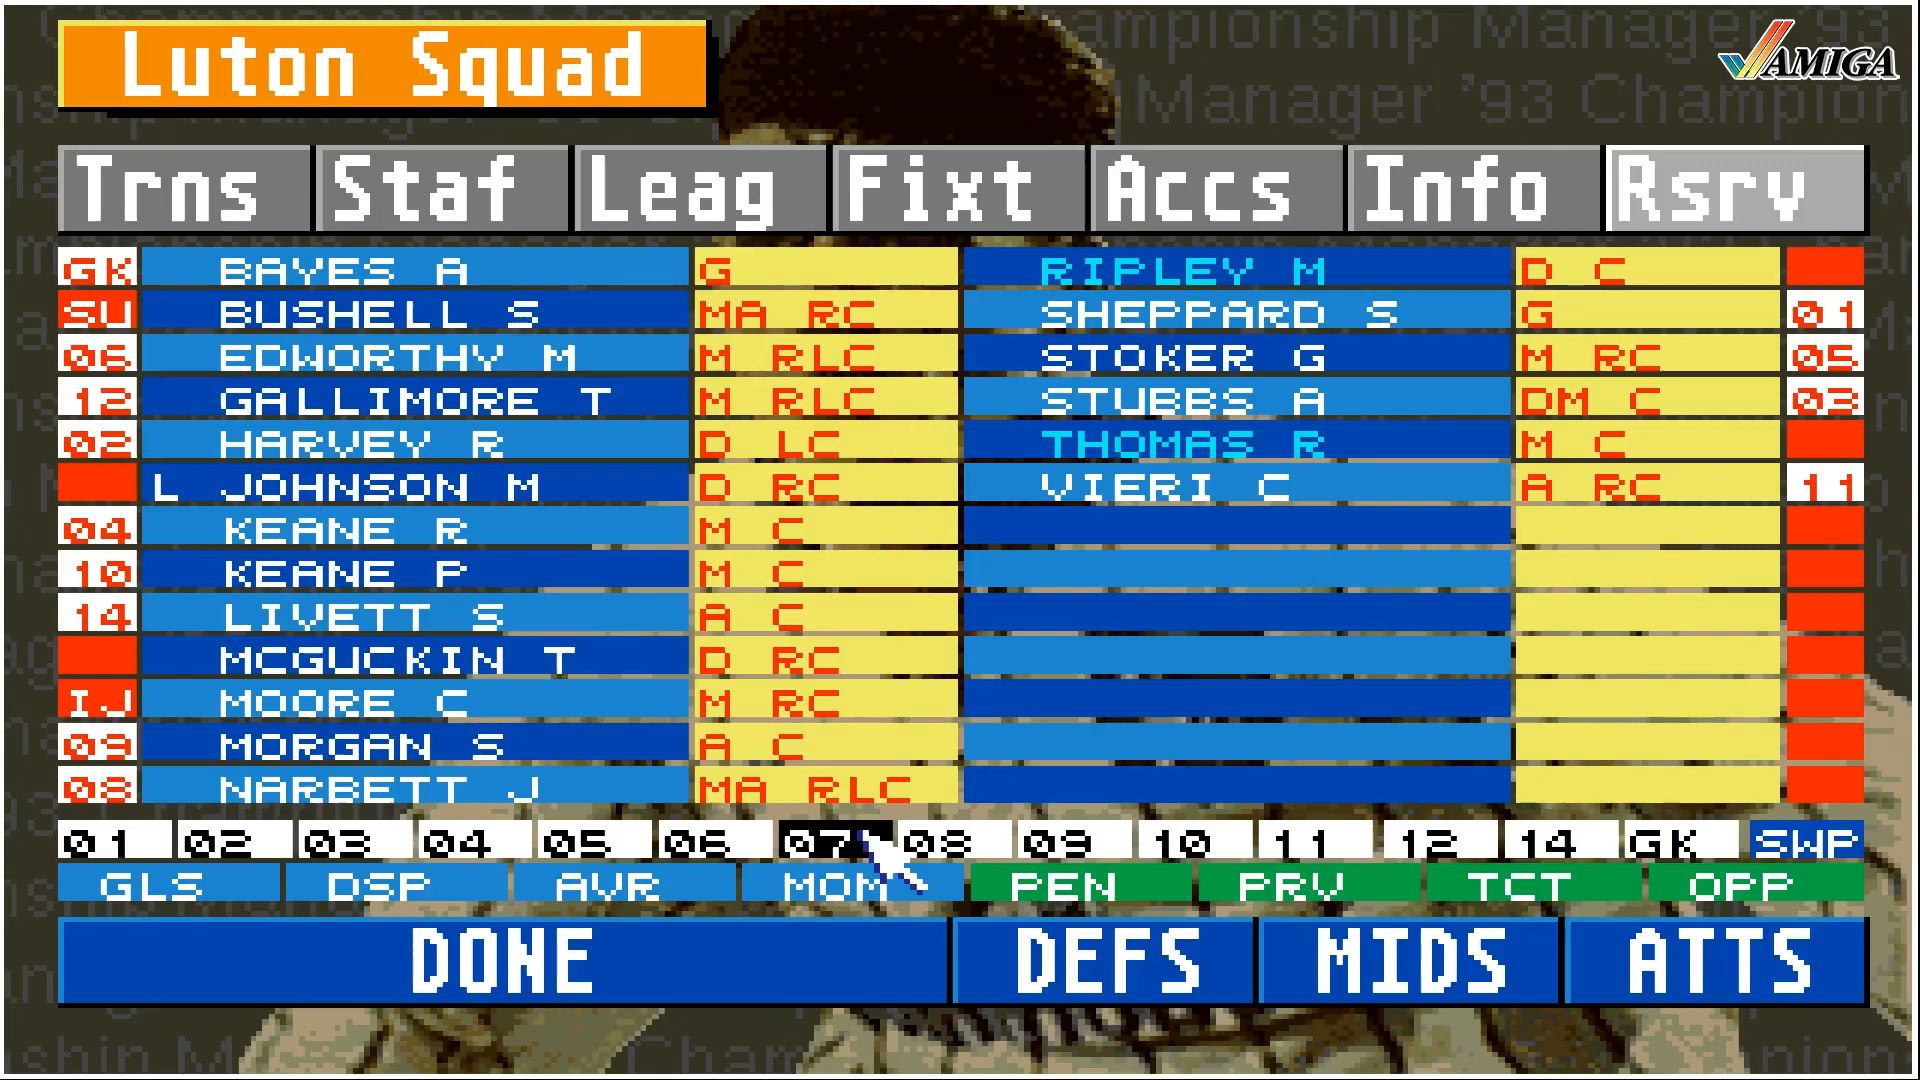 Luton Squad
AMIGA
Championship Manager '93
Manager '93 Champion
Trns Staf Leag Fixt Accs Info Rsrv
GK BAYES A G RIPLEY M D C
SU BUSHELL S MA RC SHEPPARD S G 01
06 EDWORTHY M M RLC STOKER G M RC 05
12 GALLIMORE T M RLC STUBBS A DM C 03
02 HARVEY R D LC THOMAS R M C
L JOHNSON M D RC VIERI C A RC 11
04 KEANE R M C
10 KEANE P M C
14 LIVETT S A C
MCGUCKIN T D RC
IJ MOORE C M RC
09 MORGAN S A C
08 NARBETT J MA RLC
01 02 03 04 05 06 07 08 09 10 11 12 14 GK SWP
GLS DSP AVR MOM PEN PRV TCT OPP
DONE DEFS MIDS ATTS